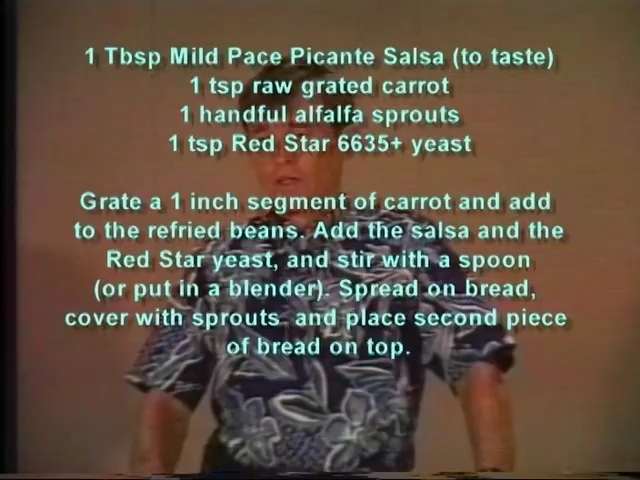 1 Tbsp Mild Pace Picante Salsa (to taste)
1 tsp raw grated carrot
1 handful alfalfa sprouts
1 tsp Red Star 6635+ yeast
Grate a 1 inch segment of carrot and add
to the refried beans. Add the salsa and the
Red Star yeast, and stir with a spoon
(or put in a blender). Spread on bread,
cover with sprouts and place second piece
of bread on top.